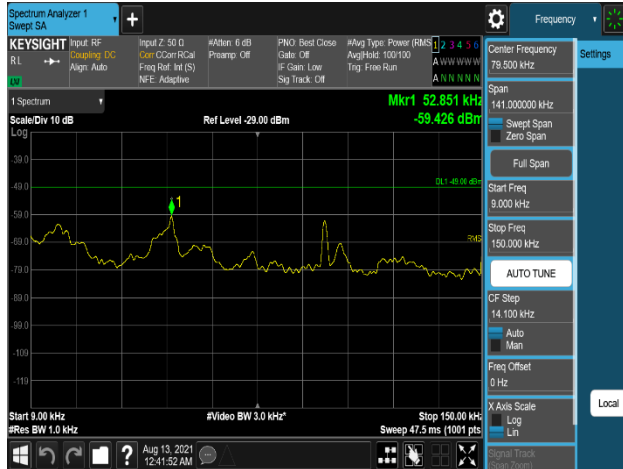 Spectrum Analyzer 1
Swept SA
+
Frequency
KEYSIGHT
R L
LV
Input: RF
Coupling: DC
Align: Auto
Input Z: 50 Ω
Corr CCorr RCal
Freq Ref: Int (S)
NFE: Adaptive
#Atten: 6 dB
Preamp: Off
PNO: Best Close
Gate: Off
IF Gain: Low
Sig Track: Off
#Avg Type: Power (RMS
Avg|Hold: 100/100
Trig: Free Run
1 2 3 4 5 6
A W W W W W
A N N N N N
1 Spectrum
Scale/Div 10 dB
Ref Level -29.00 dBm
Mkr1 52.851 kHz
-59.426 dBm
Log
-39.0
-49.0
-59.0
-69.0
-79.0
-89.0
-99.0
-109
-119
DL1 -49.00 dBm
1
RMS
Start 9.00 kHz
#Res BW 1.0 kHz
#Video BW 3.0 kHz*
Stop 150.00 kHz
Sweep 47.5 ms (1001 pts
?
Aug 13, 2021
12:41:52 AM
Center Frequency
79.500 kHz
Span
141.000000 kHz
Swept Span
Zero Span
Full Span
Start Freq
9.000 kHz
Stop Freq
150.000 kHz
AUTO TUNE
CF Step
14.100 kHz
Auto
Man
Freq Offset
0 Hz
X Axis Scale
Log
Lin
Signal Track
(Span Zoom)
Settings
Local